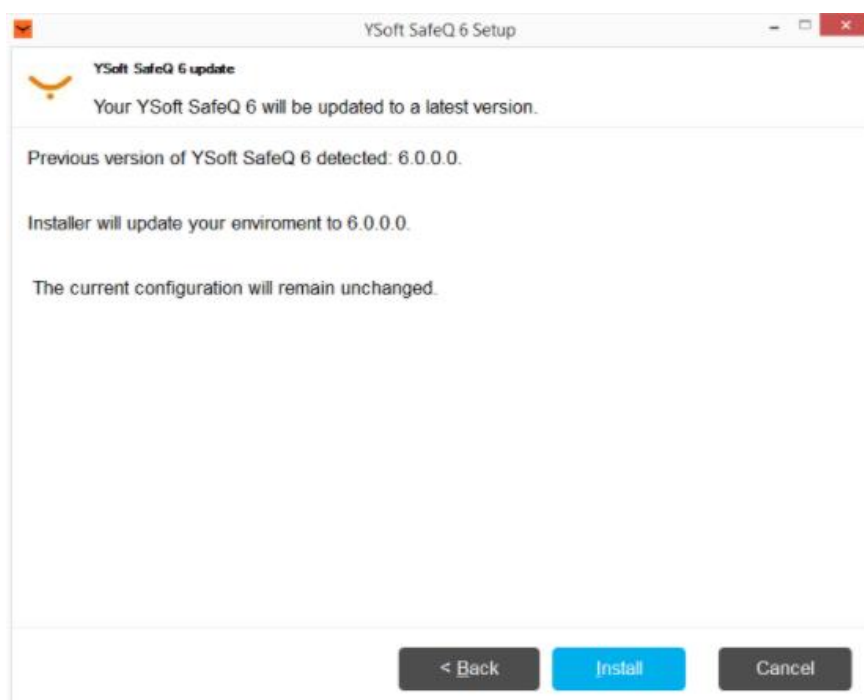 YSoft SafeQ 6 Setup
YSoft SafeQ 6 update
Your YSoft SafeQ 6 will be updated to a latest version.
Previous version of YSoft SafeQ 6 detected: 6.0.0.0.
Installer will update your enviroment to 6.0.0.0.
The current configuration will remain unchanged.
< Back Install Cancel